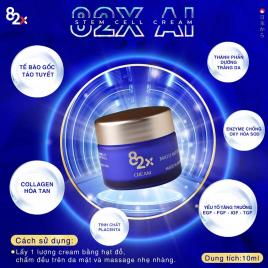 82X
82X AI
STEM CELL CREAM
TẾ BÀO GỐC
TÁO TUYẾT
THÀNH PHẦN
DƯỠNG
TRẮNG DA
ENZYME CHỐNG
OXY HÓA SOD
COLLAGEN
HÒA TAN
YẾU TỐ TĂNG TRƯỞNG
EGF - FGF - IGF - TGF
TINH CHẤT
PLACENTA
82x
CREAM
Cách sử dụng:
- Lấy 1 lượng cream bằng hạt đỗ,
chấm đều trên da mặt và massage nhẹ nhàng.
Dung tích:10ml